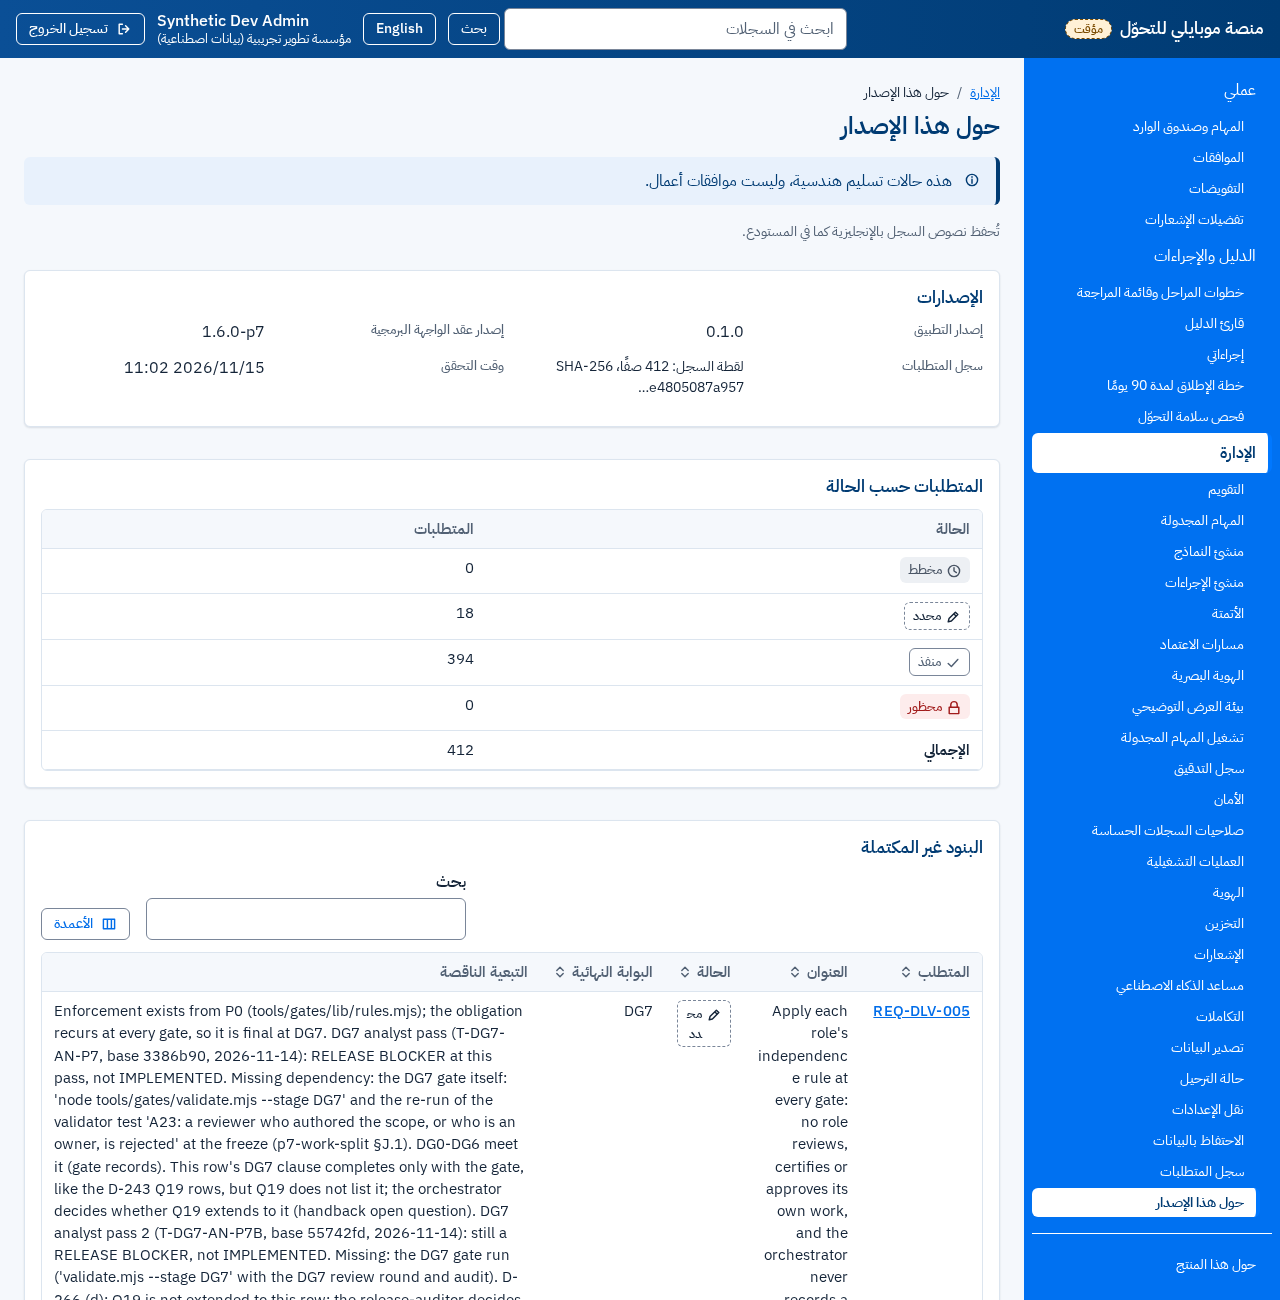 منصة موبايلي للتحوّل
مؤقت
ابحث في السجلات
بحث
English
Synthetic Dev Admin
مؤسسة تطوير تجريبية (بيانات اصطناعية)
تسجيل الخروج
عملي
المهام وصندوق الوارد
الموافقات
التفويضات
تفضيلات الإشعارات
الدليل والإجراءات
خطوات المراحل وقائمة المراجعة
قارئ الدليل
إجراءاتي
خطة الإطلاق لمدة 90 يومًا
فحص سلامة التحوّل
الإدارة
التقويم
المهام المجدولة
منشئ النماذج
منشئ الإجراءات
الأتمتة
مسارات الاعتماد
الهوية البصرية
بيئة العرض التوضيحي
تشغيل المهام المجدولة
سجل التدقيق
الأمان
صلاحيات السجلات الحساسة
العمليات التشغيلية
الهوية
التخزين
الإشعارات
مساعد الذكاء الاصطناعي
التكاملات
تصدير البيانات
حالة الترحيل
نقل الإعدادات
الاحتفاظ بالبيانات
سجل المتطلبات
حول هذا الإصدار
حول هذا المنتج
الإدارة / حول هذا الإصدار
حول هذا الإصدار
هذه حالات تسليم هندسية، وليست موافقات أعمال.
تُحفظ نصوص السجل بالإنجليزية كما في المستودع.
الإصدارات
إصدار التطبيق
0.1.0
إصدار عقد الواجهة البرمجية
1.6.0-p7
سجل المتطلبات
لقطة السجل: 412 صفًا، SHA-256
e4805087a957…
وقت التحقق
2026/11/15 11:02
المتطلبات حسب الحالة
الحالة
المتطلبات
مخطط
0
محدد
18
منفذ
394
محظور
0
الإجمالي
412
البنود غير المكتملة
بحث
الأعمدة
المتطلب
العنوان
الحالة
البوابة النهائية
التبعية الناقصة
REQ-DLV-005
Apply each
role's
independenc
e rule at
every gate:
no role
reviews,
certifies or
approves its
own work,
and the
orchestrator
never
records a
مح
دد
DG7
Enforcement exists from P0 (tools/gates/lib/rules.mjs); the obligation
recurs at every gate, so it is final at DG7. DG7 analyst pass (T-DG7-
AN-P7, base 3386b90, 2026-11-14): RELEASE BLOCKER at this
pass, not IMPLEMENTED. Missing dependency: the DG7 gate itself:
'node tools/gates/validate.mjs --stage DG7' and the re-run of the
validator test 'A23: a reviewer who authored the scope, or who is an
owner, is rejected' at the freeze (p7-work-split §J.1). DG0-DG6 meet
it (gate records). This row's DG7 clause completes only with the gate,
like the D-243 Q19 rows, but Q19 does not list it; the orchestrator
decides whether Q19 extends to it (handback open question). DG7
analyst pass 2 (T-DG7-AN-P7B, base 55742fd, 2026-11-14): still a
RELEASE BLOCKER, not IMPLEMENTED. Missing: the DG7 gate run
('validate.mjs --stage DG7' with the DG7 review round and audit). D-
266 (d): Q19 is not extended to this row; the release-auditor decides